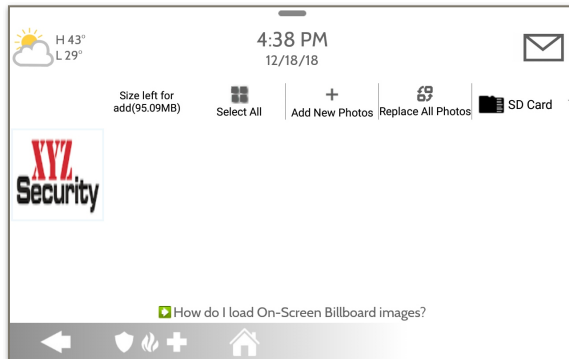 H 43°
L 29°
4:38 PM
12/18/18
Size left for
add(95.09MB)
Select All
Add New Photos
Replace All Photos
SD Card
XYZ
Security
How do I load On-Screen Billboard images?